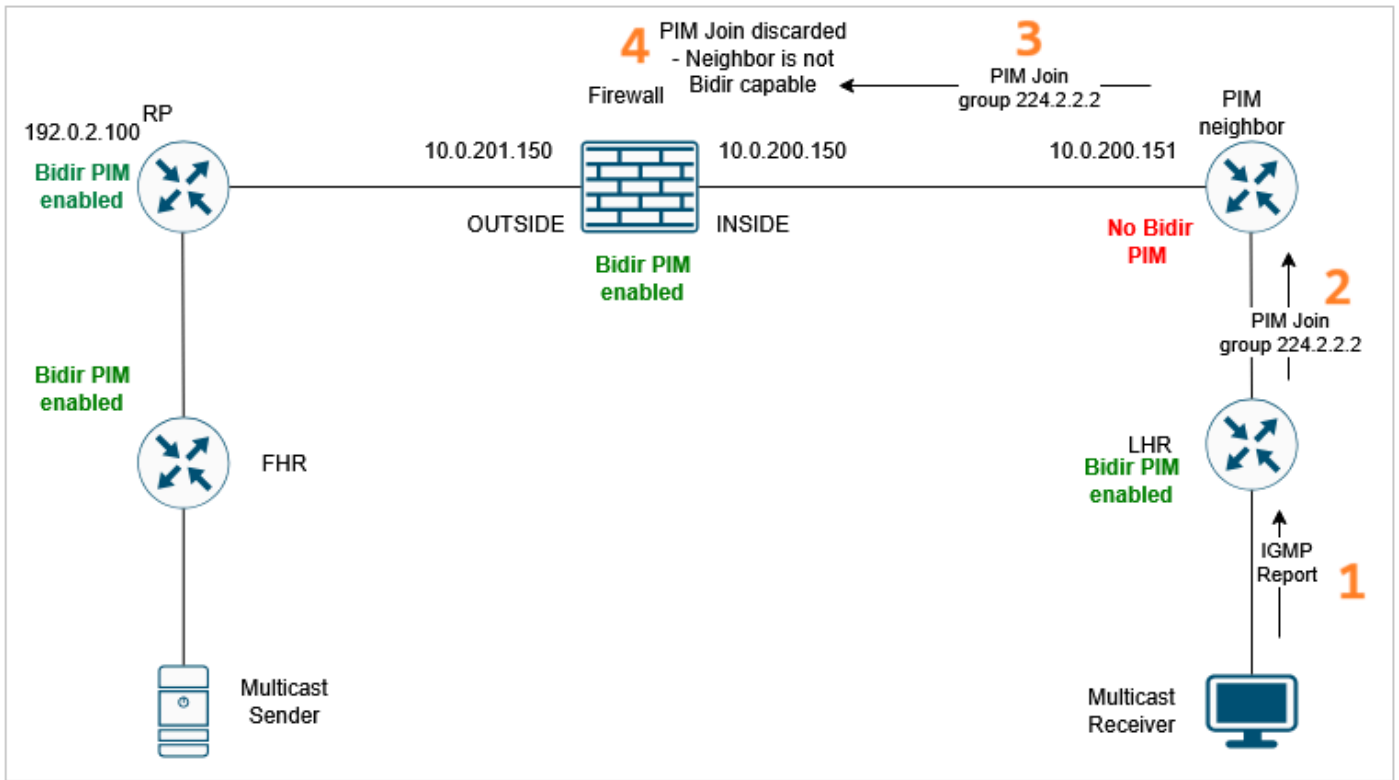 4
PIM Join discarded
- Neighbor is not
Bidir capable
3
PIM Join
group 224.2.2.2
Firewall
PIM
neighbor
RP
192.0.2.100
Bidir PIM
enabled
10.0.201.150
10.0.200.150
10.0.200.151
OUTSIDE
INSIDE
No Bidir
PIM
Bidir PIM
enabled
2
PIM Join
group 224.2.2.2
Bidir PIM
enabled
FHR
LHR
Bidir PIM
enabled
IGMP
Report
1
Multicast
Sender
Multicast
Receiver